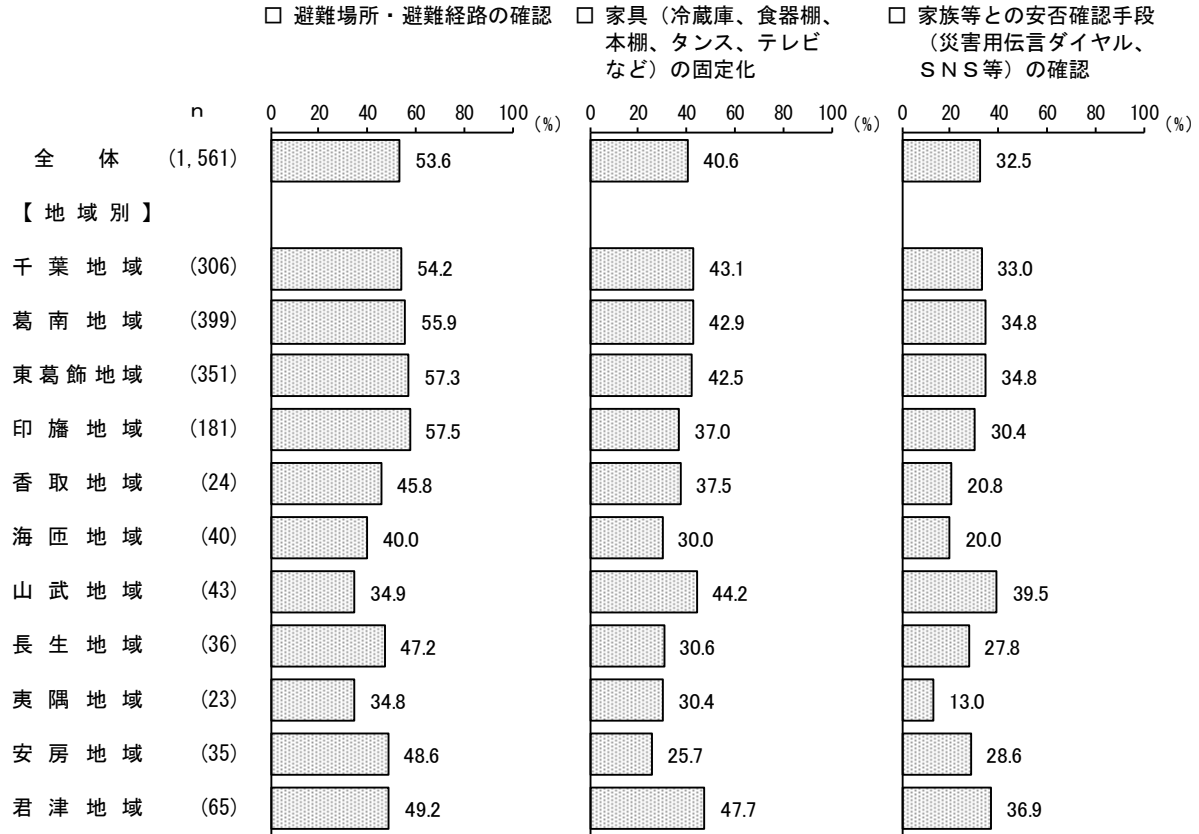 □ 避難場所・避難経路の確認
□ 家具（冷蔵庫、食器棚、
本棚、タンス、テレビ
など）の固定化
□ 家族等との安否確認手段
（災害用伝言ダイヤル、
ＳＮＳ等）の確認
n 0 20 40 60 80 100 (%) 0 20 40 60 80 100 (%) 0 20 40 60 80 100 (%)
全　体 (1,561) 53.6 40.6 32.5
【地域別】
千葉地域 (306) 54.2 43.1 33.0
葛南地域 (399) 55.9 42.9 34.8
東葛飾地域 (351) 57.3 42.5 34.8
印旛地域 (181) 57.5 37.0 30.4
香取地域 (24) 45.8 37.5 20.8
海匝地域 (40) 40.0 30.0 20.0
山武地域 (43) 34.9 44.2 39.5
長生地域 (36) 47.2 30.6 27.8
夷隅地域 (23) 34.8 30.4 13.0
安房地域 (35) 48.6 25.7 28.6
君津地域 (65) 49.2 47.7 36.9